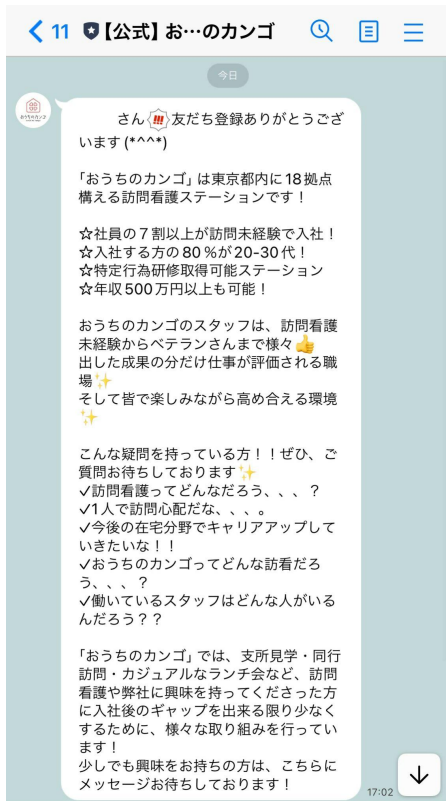 11 【公式】お…のカンゴ
今日
おうちのカンゴ
さん!!!友だち登録ありがとうござ
います(*^^*)
「おうちのカンゴ」は東京都内に18拠点
構える訪問看護ステーションです！
☆社員の７割以上が訪問未経験で入社！
☆入社する方の80％が20-30代！
☆特定行為研修取得可能ステーション
☆年収500万円以上も可能！
おうちのカンゴのスタッフは、訪問看護
未経験からベテランさんまで様々👍
出した成果の分だけ仕事が評価される職
場✨
そして皆で楽しみながら高め合える環境
✨
こんな疑問を持っている方！！ぜひ、ご
質問お待ちしております✨
✓訪問看護ってどんなだろう、、、？
✓1人で訪問心配だな、、、。
✓今後の在宅分野でキャリアアップして
いきたいな！！
✓おうちのカンゴってどんな訪看だろ
う、、、？
✓働いているスタッフはどんな人がいる
んだろう？？
「おうちのカンゴ」では、支所見学・同行
訪問・カジュアルなランチ会など、訪問
看護や弊社に興味を持ってくださった方
に入社後のギャップを出来る限り少なく
するために、様々な取り組みを行ってい
ます！
少しでも興味をお持ちの方は、こちらに
メッセージお待ちしております！
17:02